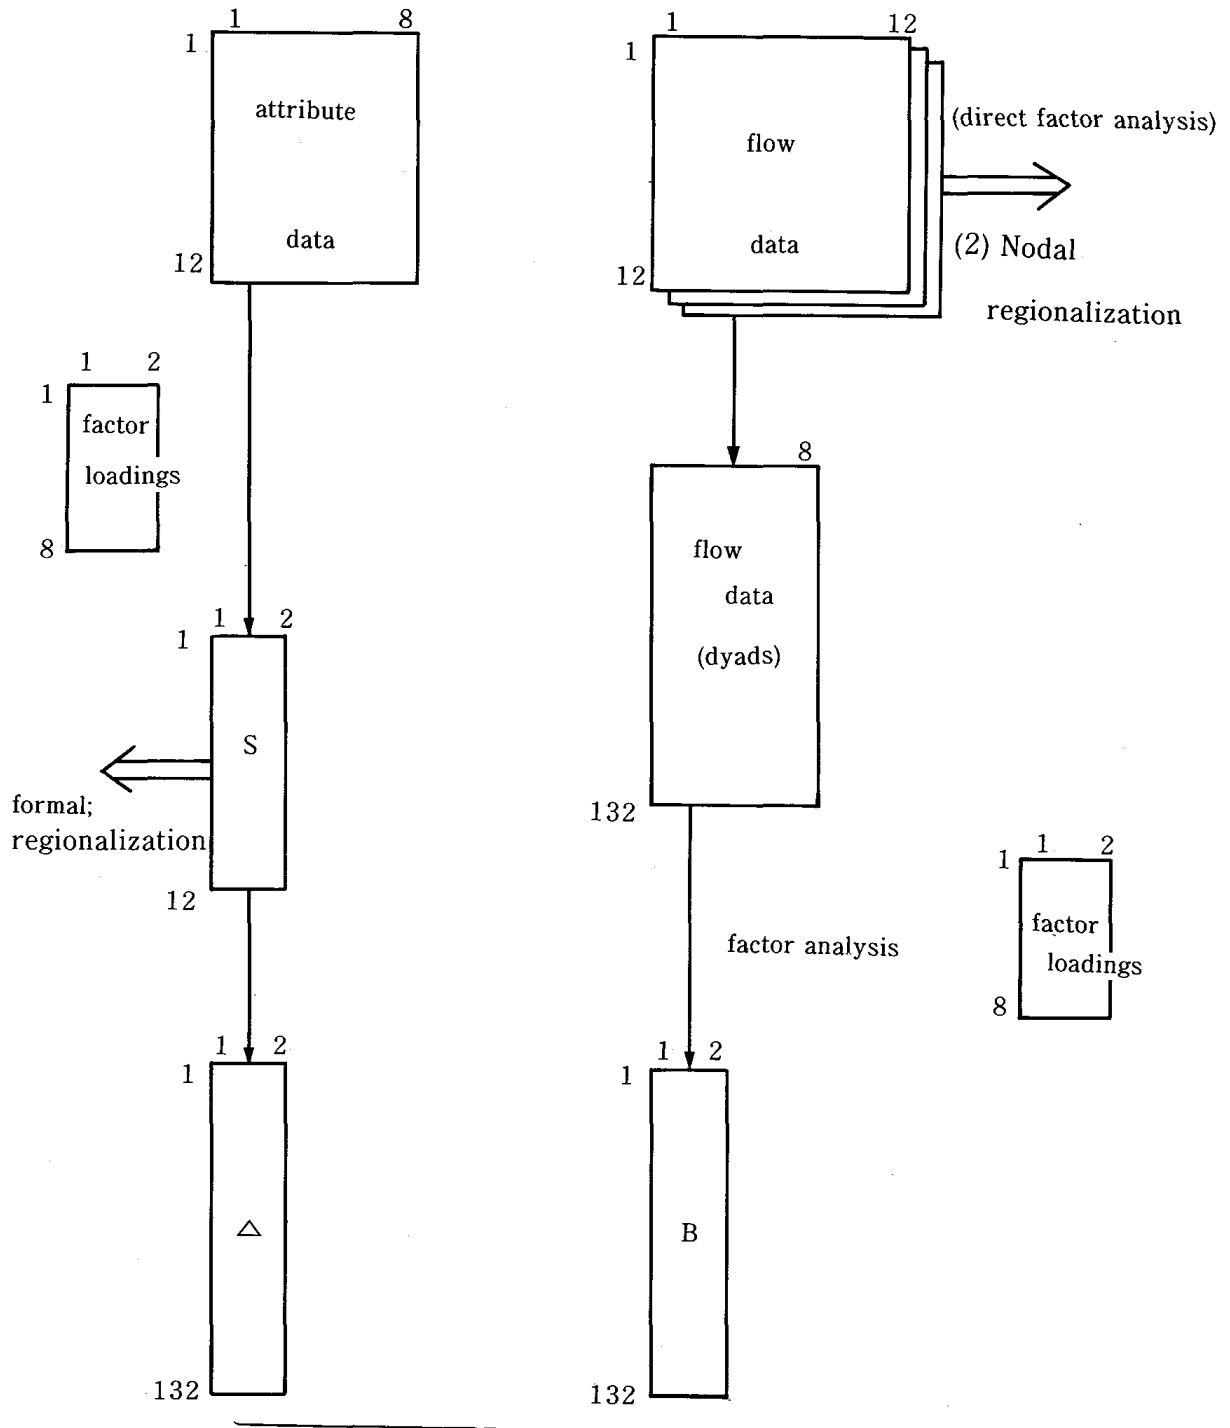 1 8
1
attribute
data
12
1 2
1
factor
loadings
8
1 2
1
S
formal;
regionalization
12
1 2
1
△
132
1 12
1
flow
data
12
(direct factor analysis)
(2) Nodal
regionalization
8
flow
data
(dyads)
132
factor analysis
1 2
1
factor
loadings
8
1 2
1
B
132